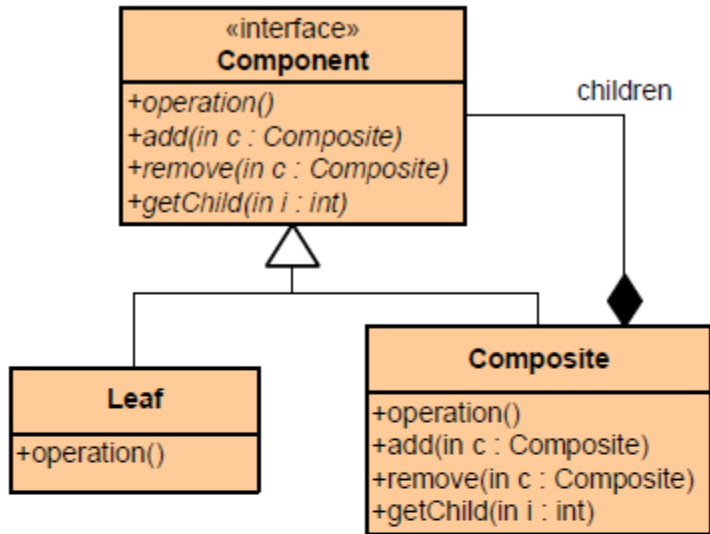 «interface»
Component
+operation()
+add(in c : Composite)
+remove(in c : Composite)
+getChild(in i : int)
children
Leaf
+operation()
Composite
+operation()
+add(in c : Composite)
+remove(in c : Composite)
+getChild(in i : int)